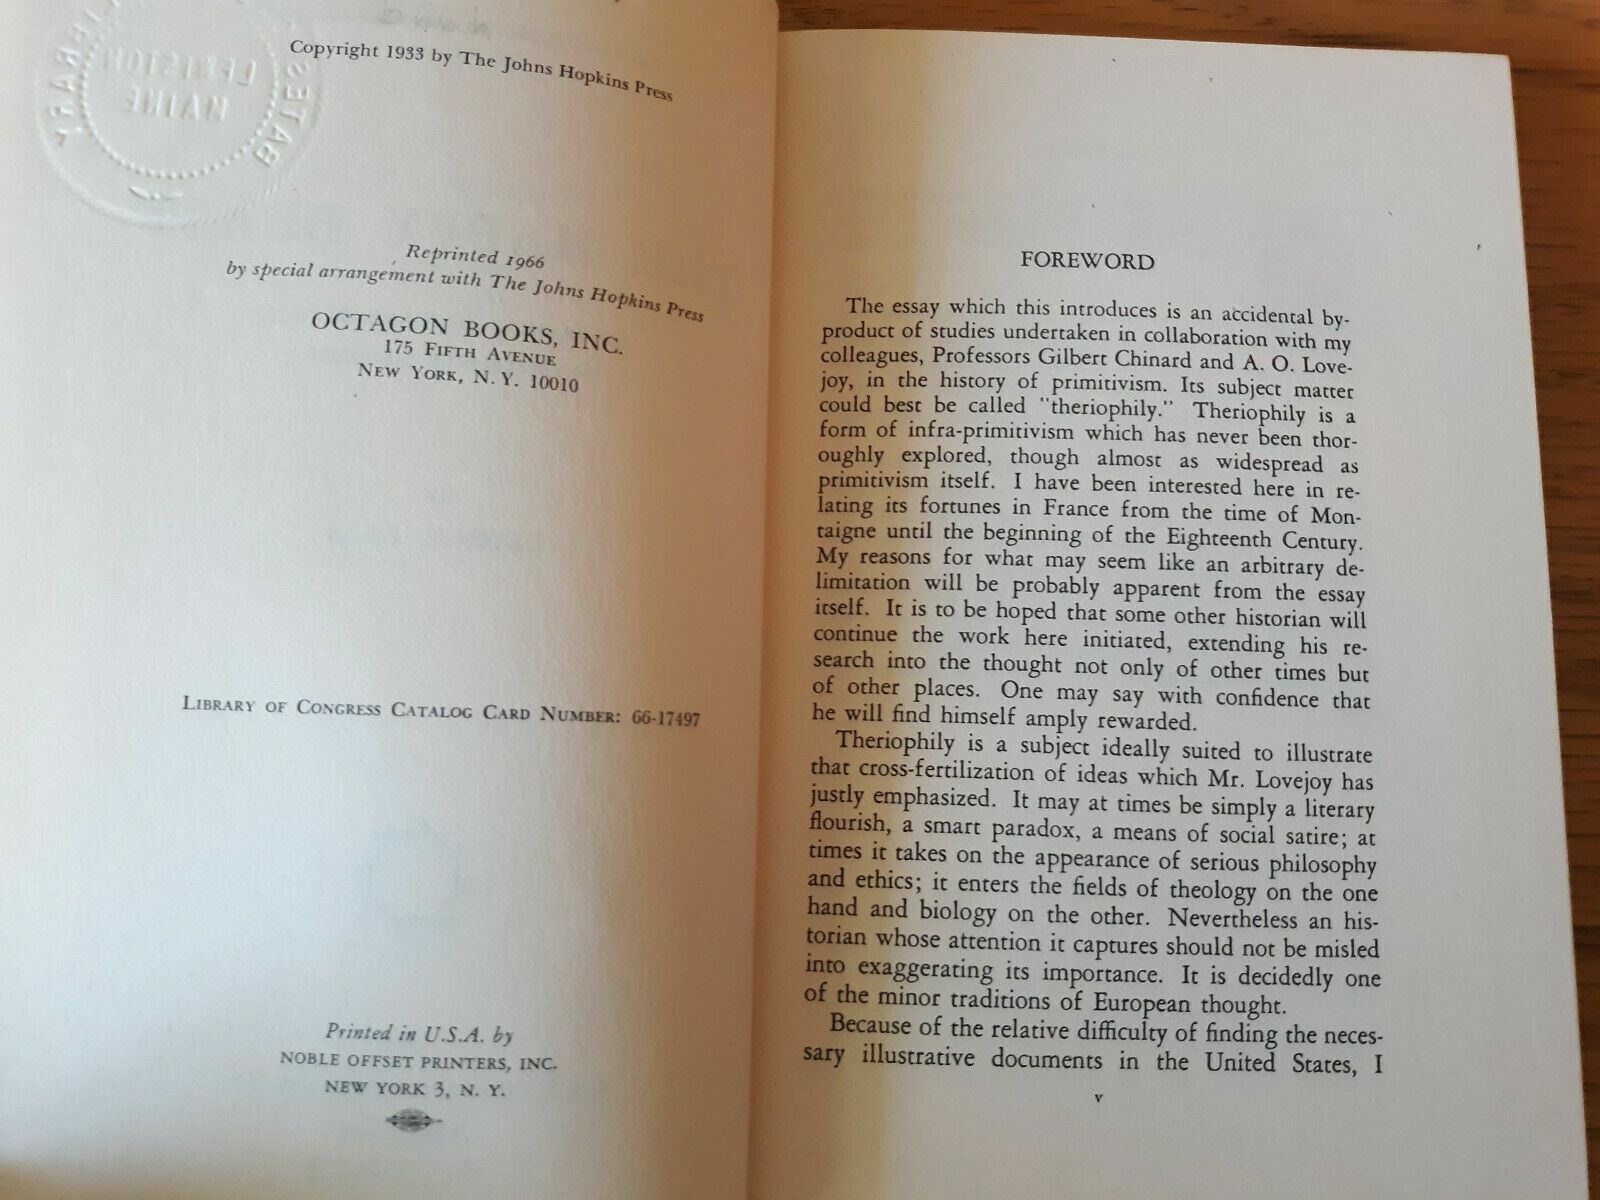 BATES
LIBRARY
LEWISTON
MAINE
Copyright 1933 by The Johns Hopkins Press
Reprinted 1966
by special arrangement with The Johns Hopkins Press
OCTAGON BOOKS, INC.
175 FIFTH AVENUE
NEW YORK, N. Y. 10010
LIBRARY OF CONGRESS CATALOG CARD NUMBER: 66-17497
Printed in U.S.A. by
NOBLE OFFSET PRINTERS, INC.
NEW YORK 3, N. Y.
FOREWORD
The essay which this introduces is an accidental by-
product of studies undertaken in collaboration with my
colleagues, Professors Gilbert Chinard and A. O. Love-
joy, in the history of primitivism. Its subject matter
could best be called "theriophily." Theriophily is a
form of infra-primitivism which has never been thor-
oughly explored, though almost as widespread as
primitivism itself. I have been interested here in re-
lating its fortunes in France from the time of Mon-
taigne until the beginning of the Eighteenth Century.
My reasons for what may seem like an arbitrary de-
limitation will be probably apparent from the essay
itself. It is to be hoped that some other historian will
continue the work here initiated, extending his re-
search into the thought not only of other times but
of other places. One may say with confidence that
he will find himself amply rewarded.
Theriophily is a subject ideally suited to illustrate
that cross-fertilization of ideas which Mr. Lovejoy has
justly emphasized. It may at times be simply a literary
flourish, a smart paradox, a means of social satire; at
times it takes on the appearance of serious philosophy
and ethics; it enters the fields of theology on the one
hand and biology on the other. Nevertheless an his-
torian whose attention it captures should not be misled
into exaggerating its importance. It is decidedly one
of the minor traditions of European thought.
Because of the relative difficulty of finding the neces-
sary illustrative documents in the United States, I
v